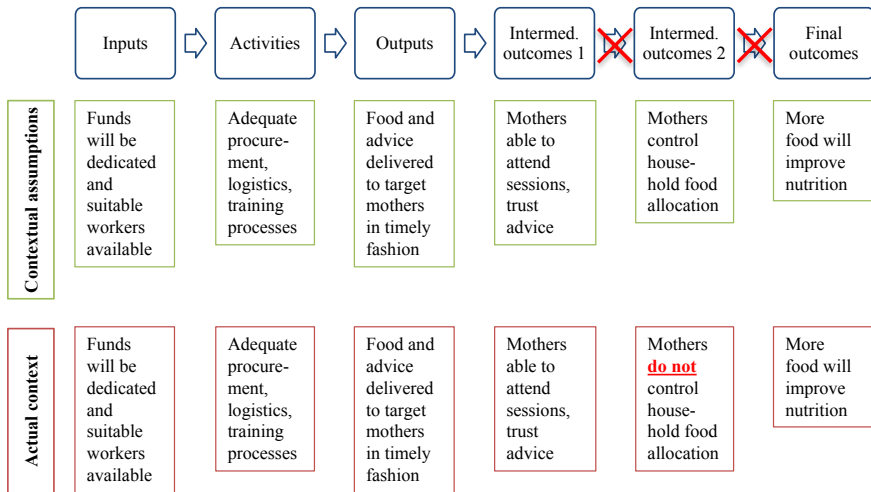 Inputs
Activities
Outputs
Intermed.
outcomes 1
Intermed.
outcomes 2
Final
outcomes
Contextual assumptions
Funds
will be
dedicated
and
suitable
workers
available
Adequate
procure-
ment,
logistics,
training
processes
Food and
advice
delivered
to target
mothers
in timely
fashion
Mothers
able to
attend
sessions,
trust
advice
Mothers
control
house-
hold food
allocation
More
food will
improve
nutrition
Actual context
Funds
will be
dedicated
and
suitable
workers
available
Adequate
procure-
ment,
logistics,
training
processes
Food and
advice
delivered
to target
mothers
in timely
fashion
Mothers
able to
attend
sessions,
trust
advice
Mothers
do not
control
house-
hold food
allocation
More
food will
improve
nutrition